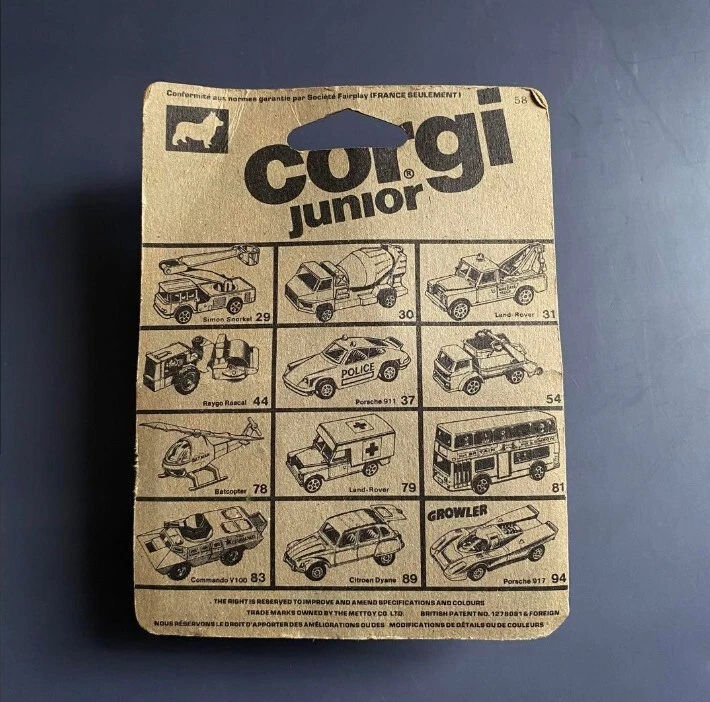 Conformité aux normes garantie par Société Fairplay (FRANCE SEULEMENT)
58
corgi
®
junior
Simon Snorkel 29
30
Land-Rover 31
Raygo Rascal 44
POLICE
Porsche 911 37
54
Batcopter 78
Land-Rover 79
81
Commando V100 83
Citroen Dyane 89
GROWLER
Porsche 917 94
. THE RIGHT IS RESERVED TO IMPROVE AND AMEND SPECIFICATIONS AND COLOURS
TRADE MARKS OWNED BY THE METTOY CO. LTD. BRITISH PATENT NO. 1278081 & FOREIGN
NOUS RÉSERVONS LE DROIT D'APPORTER DES AMÉLIORATIONS OU DES MODIFICATIONS DE DÉTAILS OU DE COULEURS